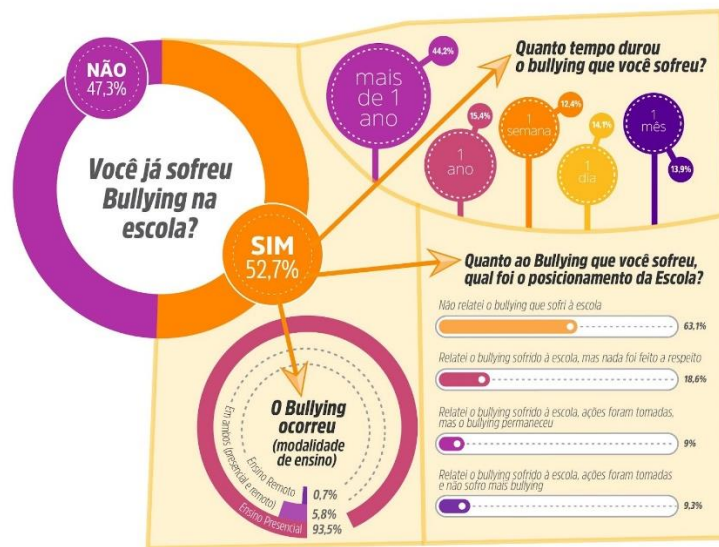 NÃO
47,3%
Você já sofreu
Bullying na
escola?
SIM
52,7%
Quanto tempo durou
o bullying que você sofreu?
mais
de 1
ano
44,2%
1
ano
15,4%
1
semana
12,4%
1
dia
14,1%
1
mês
13,9%
Quanto ao Bullying que você sofreu,
qual foi o posicionamento da Escola?
Não relatei o bullying que sofri à escola
63,1%
Relatei o bullying sofrido à escola, mas nada foi feito a respeito
18,6%
Relatei o bullying sofrido à escola, ações foram tomadas,
mas o bullying permaneceu
9%
Relatei o bullying sofrido à escola, ações foram tomadas
e não sofro mais bullying
9,3%
O Bullying
ocorreu
(modalidade
de ensino)
Ensino Remoto
0,7%
Em ambos (presencial e remoto)
5,8%
Ensino Presencial
93,5%